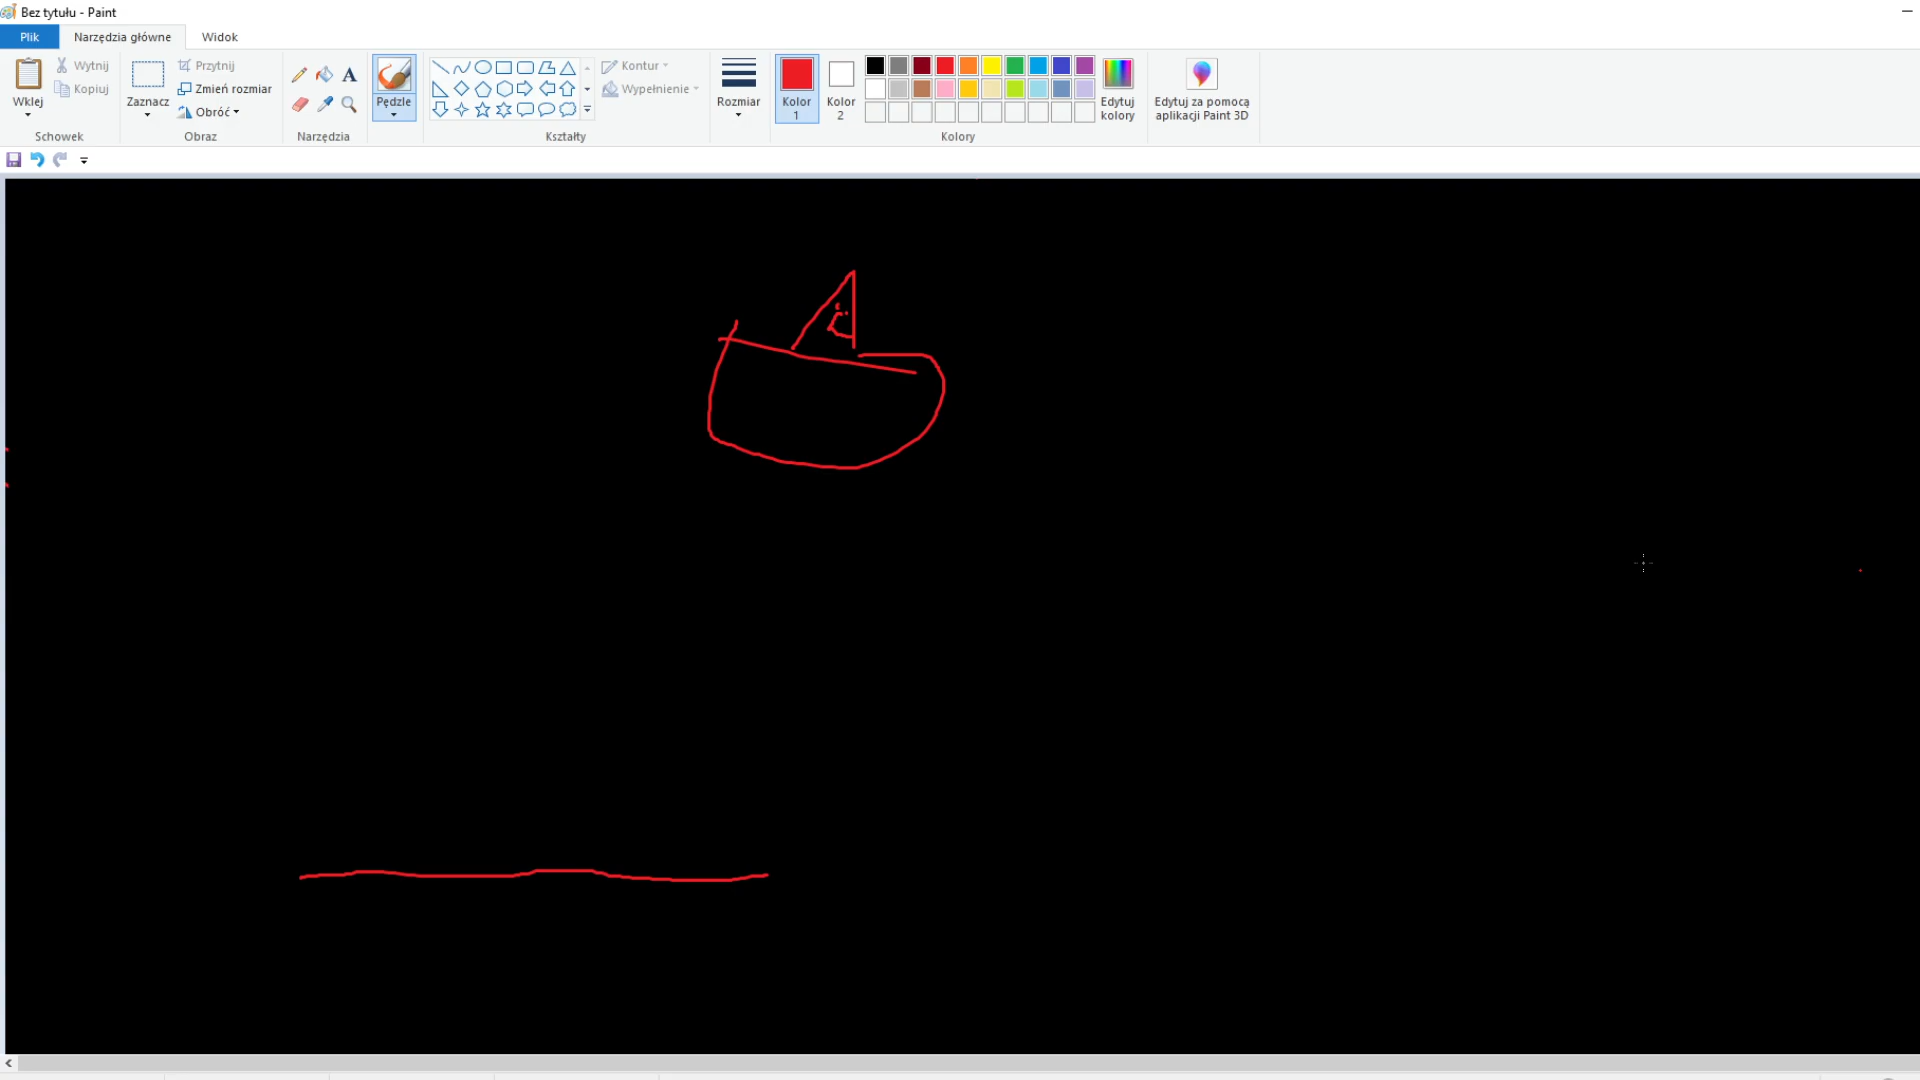 Bez tytułu - Paint
Plik Narzędzia główne Widok
Wklej Wytnij Kopiuj Schowek
Zaznacz Przytnij Zmień rozmiar Obróć Obraz
Narzędzia
Pędzle
Kontur Wypełnienie Kształty
Rozmiar
Kolor 1 Kolor 2 Edytuj kolory Kolory
Edytuj za pomocą
aplikacji Paint 3D